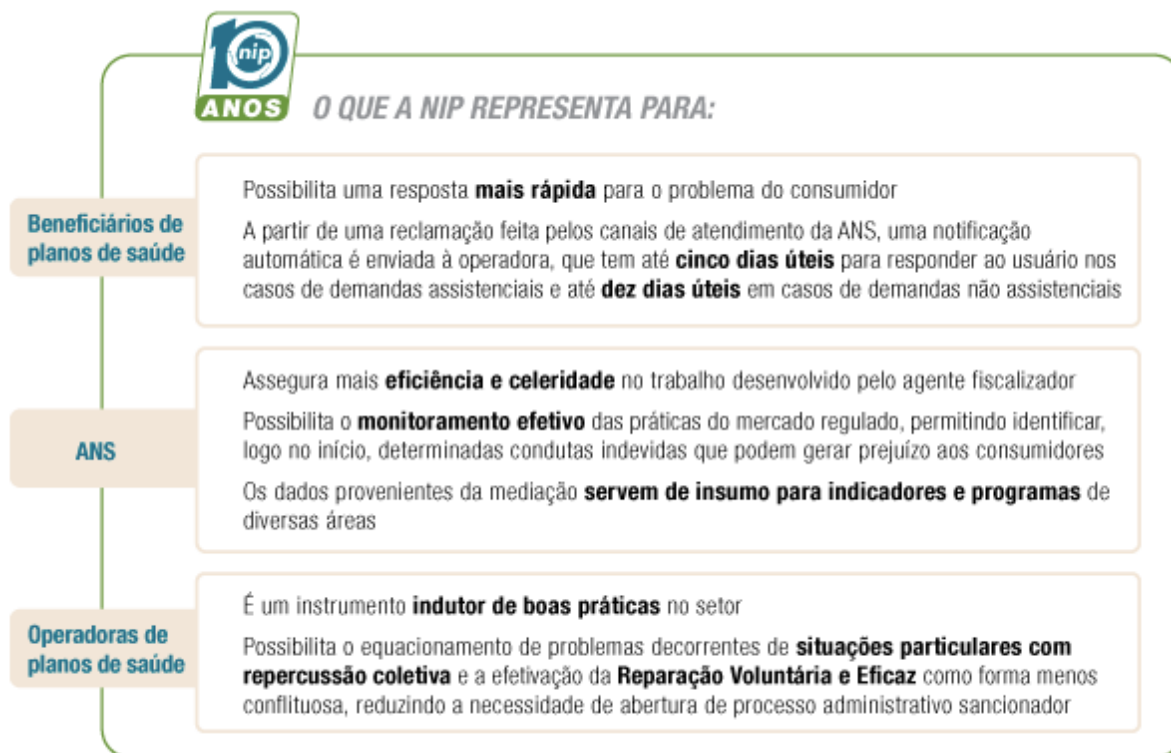 10 nip
ANOS
O QUE A NIP REPRESENTA PARA:
Beneficiários de
planos de saúde
Possibilita uma resposta mais rápida para o problema do consumidor
A partir de uma reclamação feita pelos canais de atendimento da ANS, uma notificação
automática é enviada à operadora, que tem até cinco dias úteis para responder ao usuário nos
casos de demandas assistenciais e até dez dias úteis em casos de demandas não assistenciais
ANS
Assegura mais eficiência e celeridade no trabalho desenvolvido pelo agente fiscalizador
Possibilita o monitoramento efetivo das práticas do mercado regulado, permitindo identificar,
logo no início, determinadas condutas indevidas que podem gerar prejuízo aos consumidores
Os dados provenientes da mediação servem de insumo para indicadores e programas de
diversas áreas
Operadoras de
planos de saúde
É um instrumento indutor de boas práticas no setor
Possibilita o equacionamento de problemas decorrentes de situações particulares com
repercussão coletiva e a efetivação da Reparação Voluntária e Eficaz como forma menos
conflituosa, reduzindo a necessidade de abertura de processo administrativo sancionador